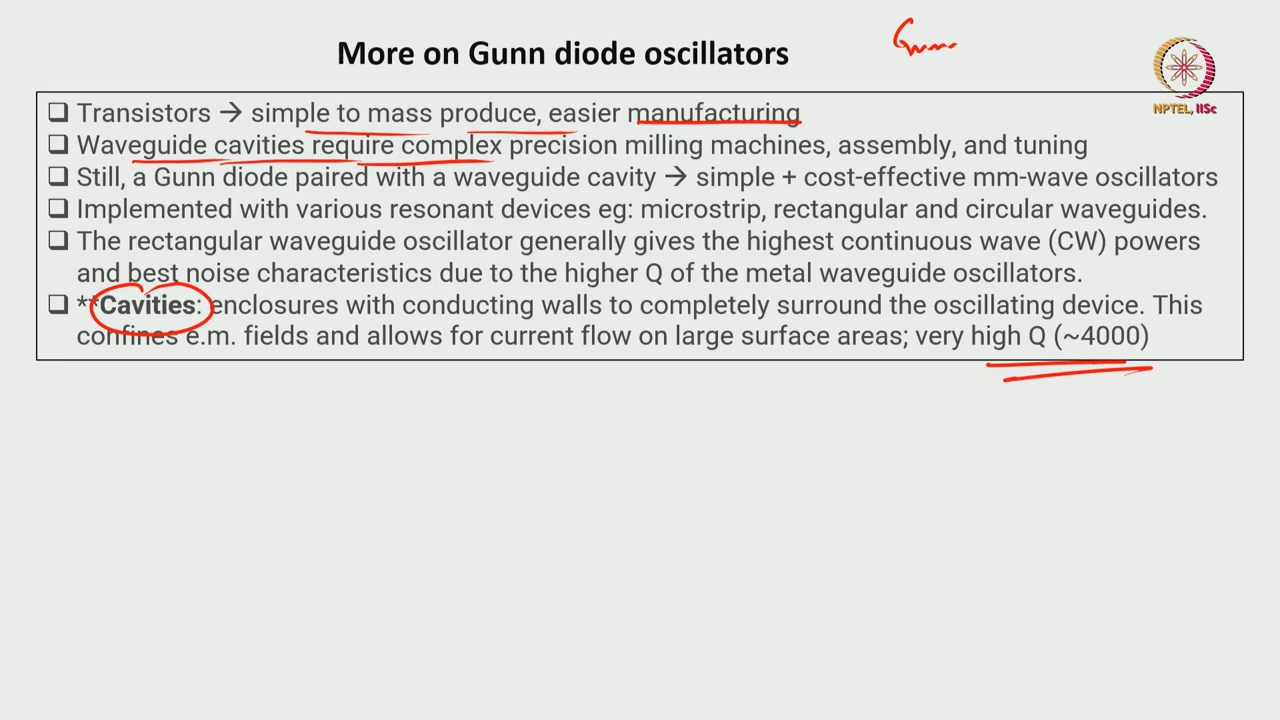 More on Gunn diode oscillators
Gunn
NPTEL, IISc
❑ Transistors → simple to mass produce, easier manufacturing
❑ Waveguide cavities require complex precision milling machines, assembly, and tuning
❑ Still, a Gunn diode paired with a waveguide cavity → simple + cost-effective mm-wave oscillators
❑ Implemented with various resonant devices eg: microstrip, rectangular and circular waveguides.
❑ The rectangular waveguide oscillator generally gives the highest continuous wave (CW) powers
and best noise characteristics due to the higher Q of the metal waveguide oscillators.
❑ **Cavities: enclosures with conducting walls to completely surround the oscillating device. This
confines e.m. fields and allows for current flow on large surface areas; very high Q (~4000)